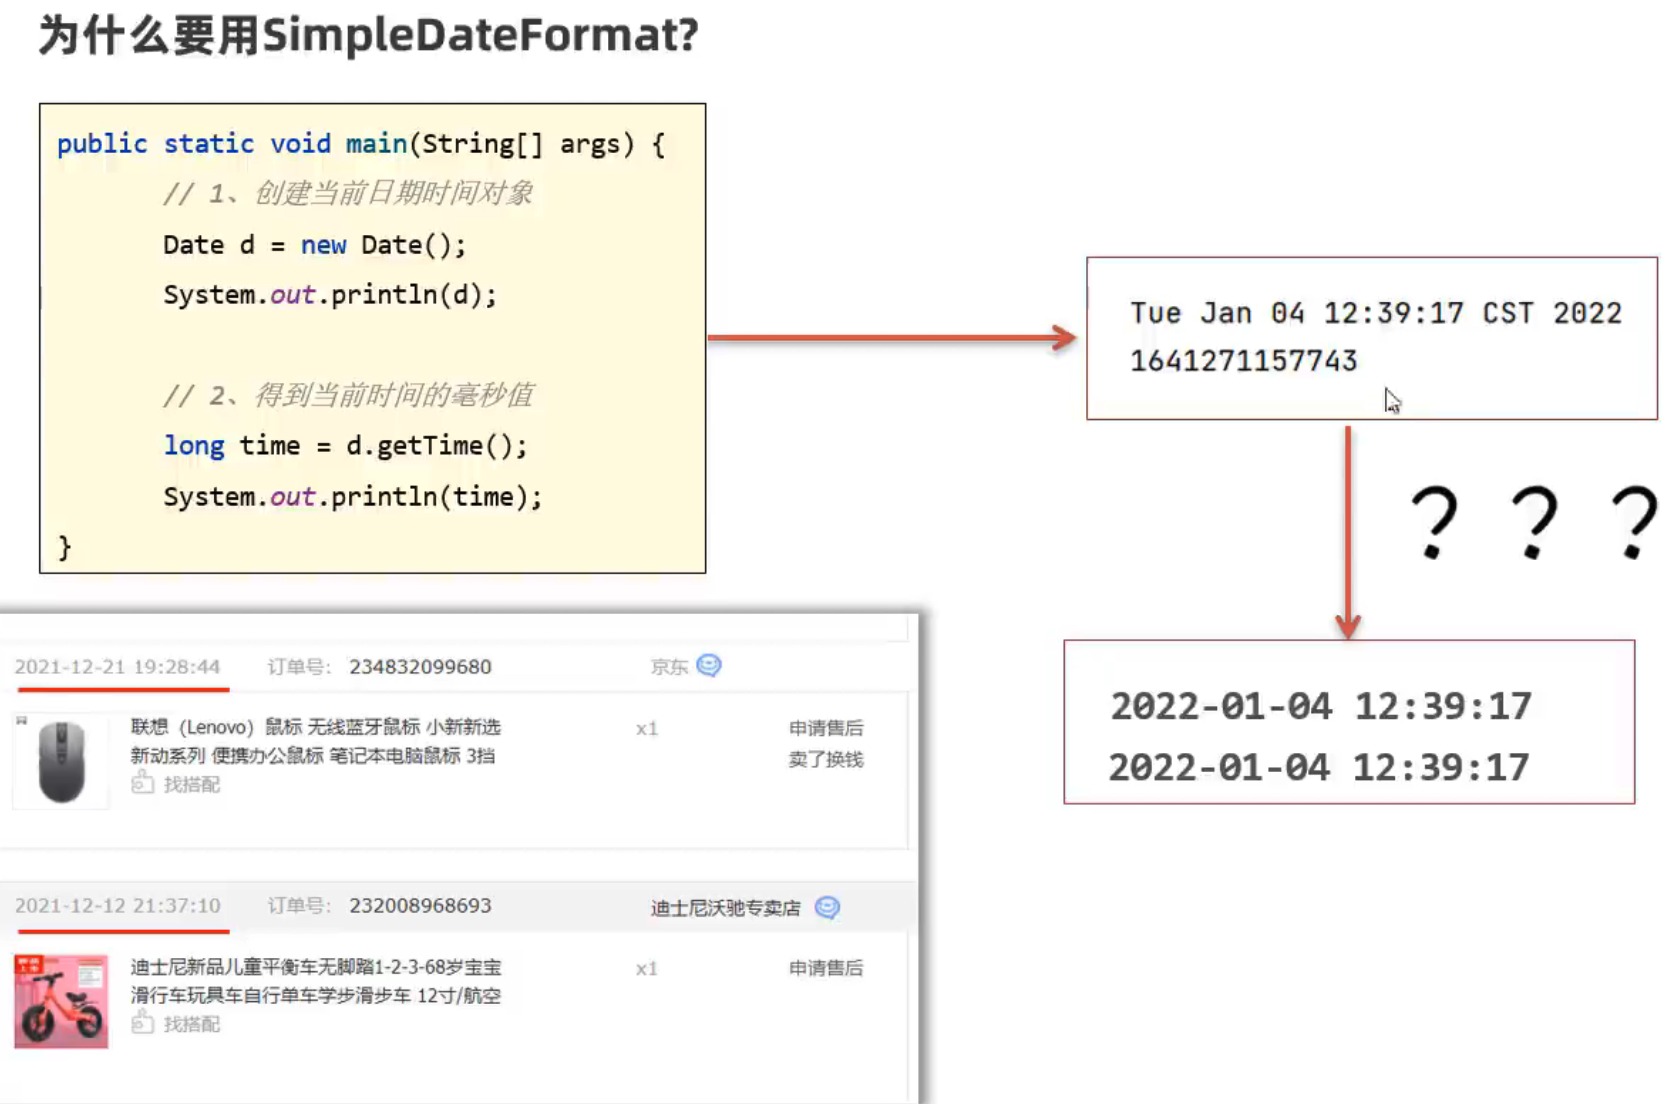 为什么要用SimpleDateFormat?
public static void main(String[] args) {
// 1、创建当前日期时间对象
Date d = new Date();
System.out.println(d);
// 2、得到当前时间的毫秒值
long time = d.getTime();
System.out.println(time);
}
Tue Jan 04 12:39:17 CST 2022
1641271157743
？？？
2022-01-04 12:39:17
2022-01-04 12:39:17
2021-12-21 19:28:44 订单号: 234832099680 京东
联想（Lenovo）鼠标 无线蓝牙鼠标 小新新选 x1 申请售后
新动系列 便携办公鼠标 笔记本电脑鼠标 3挡 卖了换钱
找搭配
2021-12-12 21:37:10 订单号: 232008968693 迪士尼沃驰专卖店
迪士尼新品儿童平衡车无脚踏1-2-3-68岁宝宝 x1 申请售后
滑行车玩具车自行单车学步滑步车 12寸/航空
找搭配